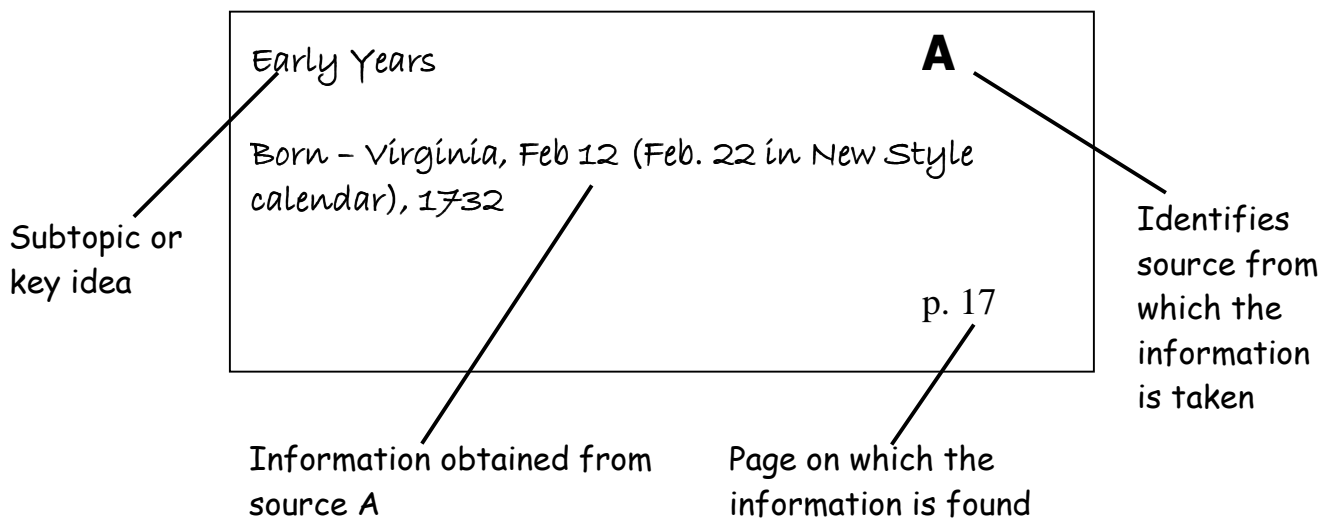 Early Years
A
Born – Virginia, Feb 12 (Feb. 22 in New Style
calendar), 1732
p. 17
Subtopic or
key idea
Identifies
source from
which the
information
is taken
Information obtained from
source A
Page on which the
information is found